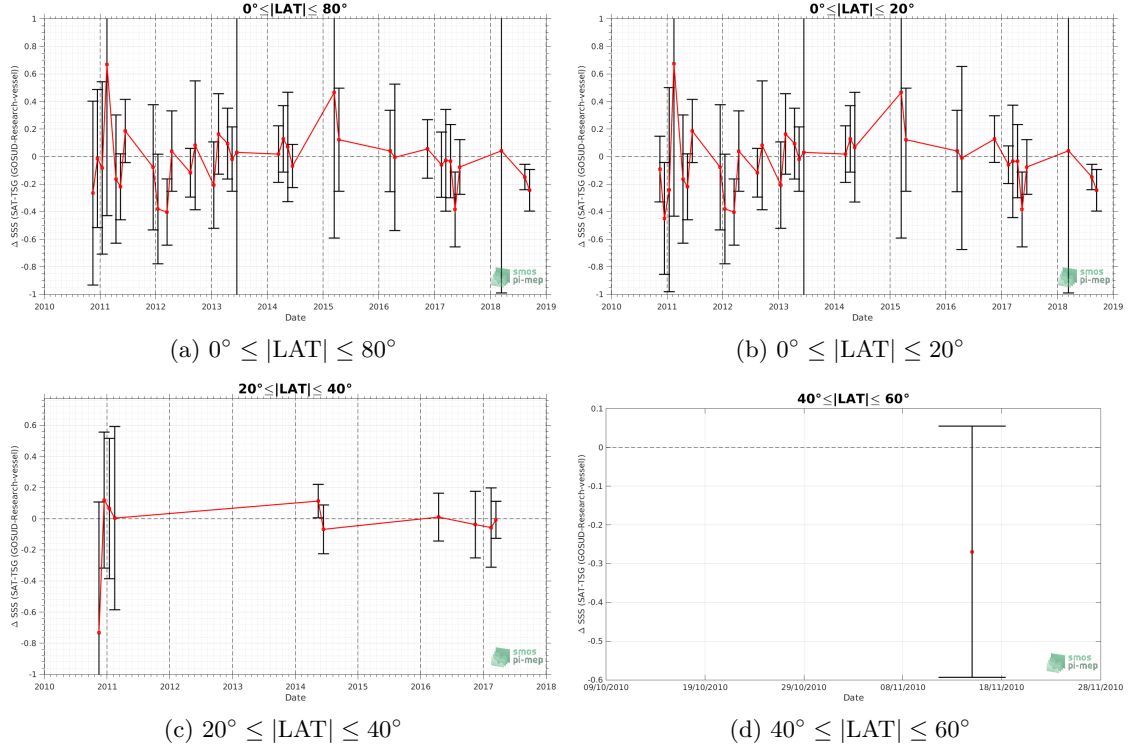 0°≤|LAT|≤ 80°
1
0.8
0.6
0.4
0.2
0
-0.2
-0.4
-0.6
-0.8
-1
Δ SSS (SAT-TSG (GOSUD-Research-vessel))
2010 2011 2012 2013 2014 2015 2016 2017 2018 2019
Date
smos
pi-mep
(a) 0° ≤ |LAT| ≤ 80°
0°≤|LAT|≤ 20°
1
0.8
0.6
0.4
0.2
0
-0.2
-0.4
-0.6
-0.8
-1
Δ SSS (SAT-TSG (GOSUD-Research-vessel))
2010 2011 2012 2013 2014 2015 2016 2017 2018 2019
Date
smos
pi-mep
(b) 0° ≤ |LAT| ≤ 20°
20°≤|LAT|≤ 40°
0.6
0.4
0.2
0
-0.2
-0.4
-0.6
-0.8
-1
Δ SSS (SAT-TSG (GOSUD-Research-vessel))
2010 2011 2012 2013 2014 2015 2016 2017 2018
Date
smos
pi-mep
(c) 20° ≤ |LAT| ≤ 40°
40°≤|LAT|≤ 60°
0.1
0
-0.1
-0.2
-0.3
-0.4
-0.5
-0.6
Δ SSS (SAT-TSG (GOSUD-Research-vessel))
09/10/2010 19/10/2010 29/10/2010 08/11/2010 18/11/2010 28/11/2010
Date
smos
pi-mep
(d) 40° ≤ |LAT| ≤ 60°